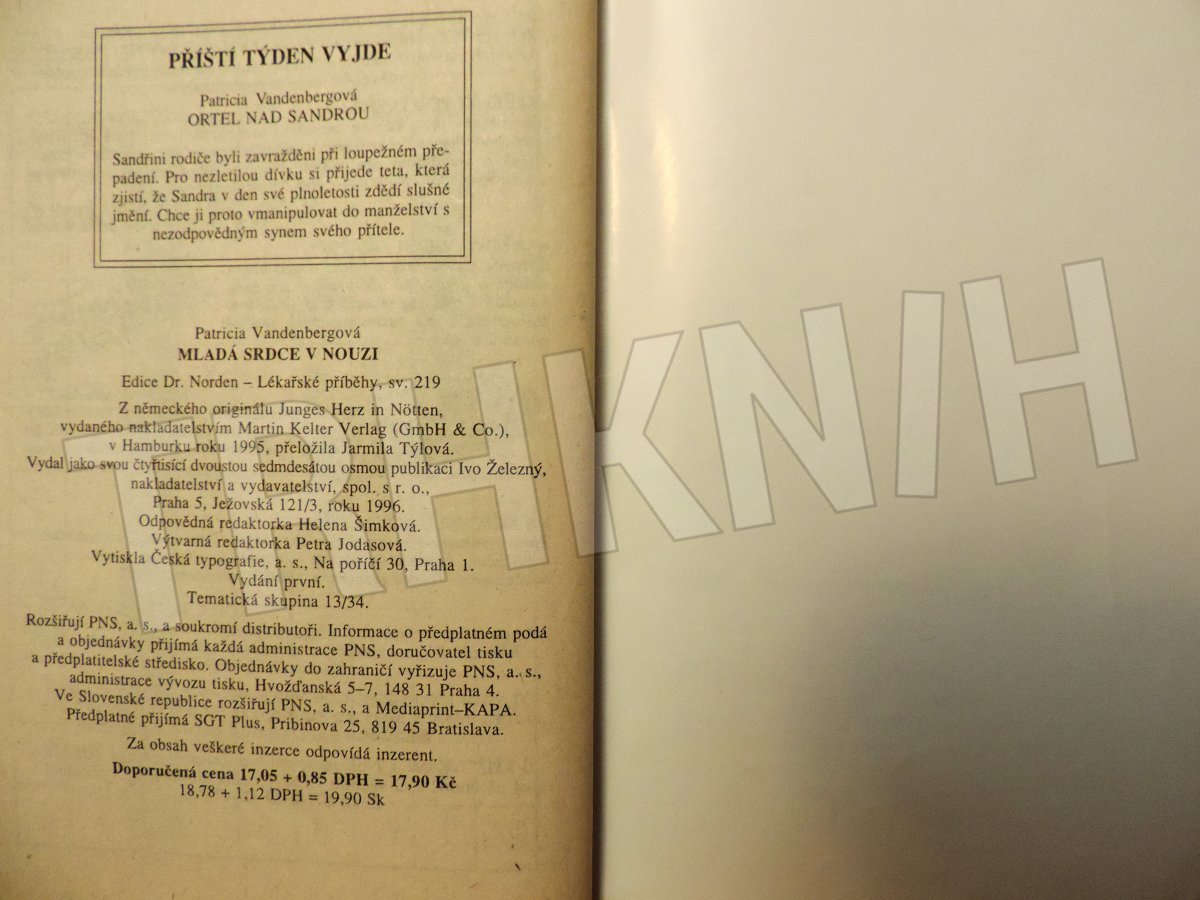 PŘÍŠTÍ TÝDEN VYJDE
Patricia Vandenbergová
ORTEL NAD SANDROU
Sandřini rodiče byli zavražděni při loupežném pře-
padení. Pro nezletilou dívku si přijede teta, která
zjistí, že Sandra v den své plnoletosti zdědí slušné
jmění. Chce ji proto vmanipulovat do manželství s
nezodpovědným synem svého přítele.
Patricia Vandenbergová
MLADÁ SRDCE V NOUZI
Edice Dr. Norden – Lékařské příběhy, sv. 219
Z německého originálu Junges Herz in Nötten,
vydaného nakladatelstvím Martin Kelter Verlag (GmbH & Co.),
v Hamburku roku 1995, přeložila Jarmila Týlová.
Vydal jako svou čtyřtisící dvoustou sedmdesátou osmou publikaci Ivo Železný,
nakladatelství a vydavatelství, spol. s r. o.,
Praha 5, Ježovská 121/3, roku 1996.
Odpovědná redaktorka Helena Šimková.
Výtvarná redaktorka Petra Jodasová.
Vytiskla Česká typografie, a. s., Na poříčí 30, Praha 1.
Vydání první.
Tematická skupina 13/34.
Rozšiřují PNS, a. s., a soukromí distributoři. Informace o předplatném podá
a objednávky přijímá každá administrace PNS, doručovatel tisku
a předplatitelské středisko. Objednávky do zahraničí vyřizuje PNS, a. s.,
administrace vývozu tisku, Hvožďanská 5–7, 148 31 Praha 4.
Ve Slovenské republice rozšiřují PNS, a. s., a Mediaprint–KAPA.
Předplatné přijímá SGT Plus, Pribinova 25, 819 45 Bratislava.
Za obsah veškeré inzerce odpovídá inzerent.
Doporučená cena 17,05 + 0,85 DPH = 17,90 Kč
18,78 + 1,12 DPH = 19,90 Sk
TRHKNIH